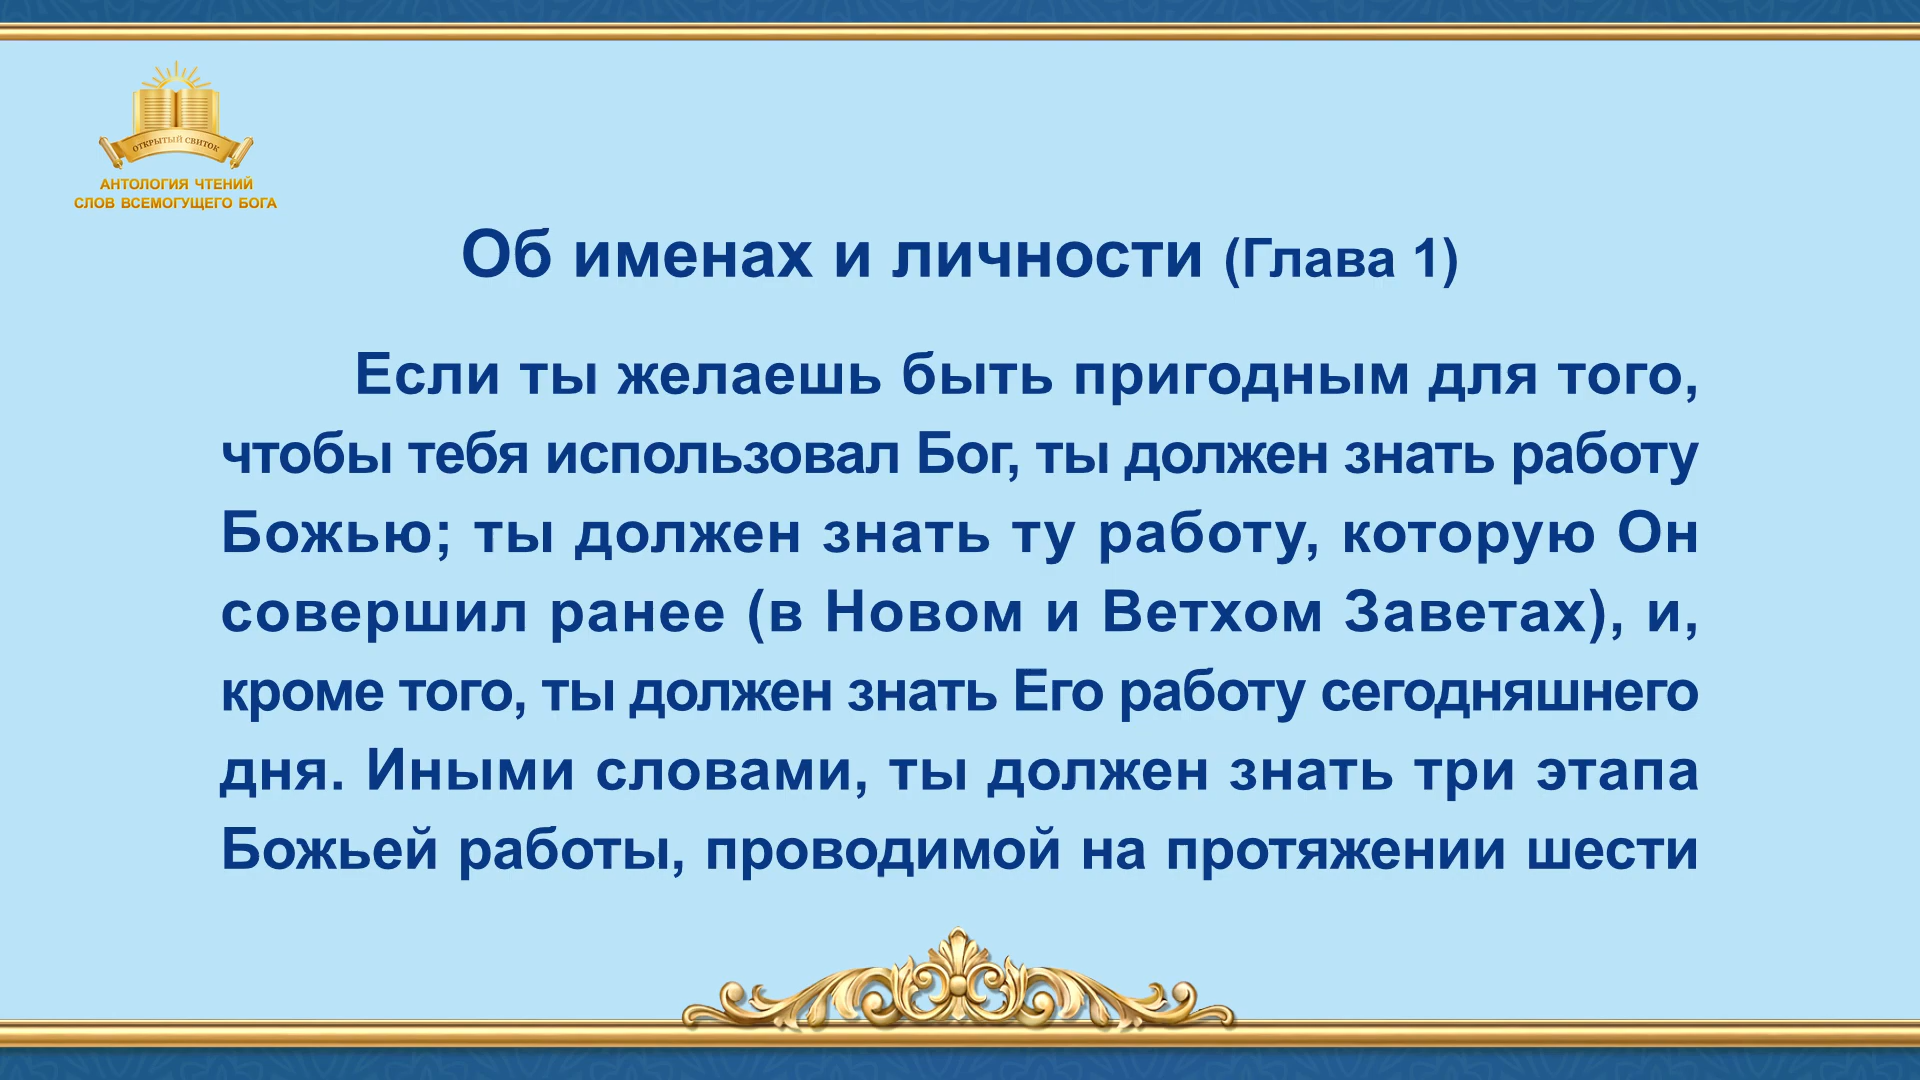 ОТКРЫТЫЙ СВИТОК
АНТОЛОГИЯ ЧТЕНИЙ
СЛОВ ВСЕМОГУЩЕГО БОГА
Об именах и личности (Глава 1)
Если ты желаешь быть пригодным для того,
чтобы тебя использовал Бог, ты должен знать работу
Божью; ты должен знать ту работу, которую Он
совершил ранее (в Новом и Ветхом Заветах), и,
кроме того, ты должен знать Его работу сегодняшнего
дня. Иными словами, ты должен знать три этапа
Божьей работы, проводимой на протяжении шести